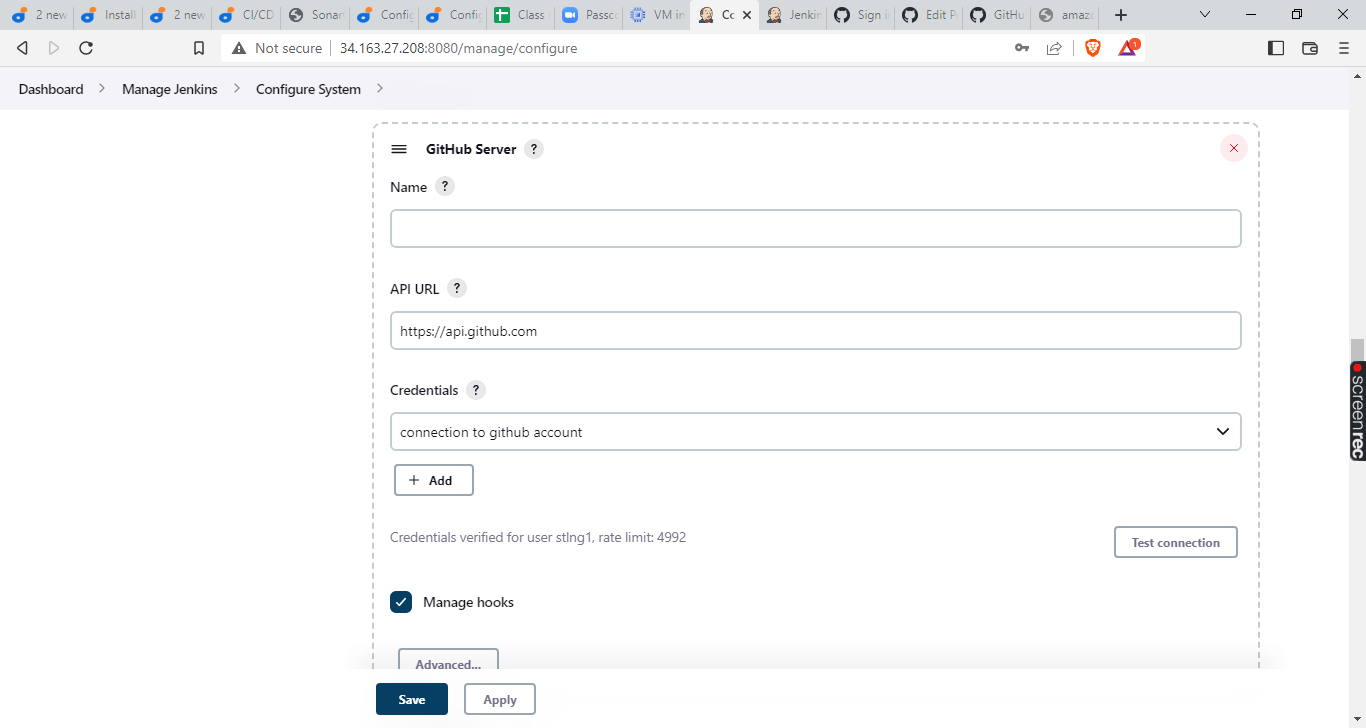 2 new
Install
2 new
CI/CD
Sonar
Config
Config
Class
Passco
VM in
Co
Jenkin
Sign i
Edit P
GitHu
amazo
Not secure
34.163.27.208:8080/manage/configure
1
Dashboard
Manage Jenkins
Configure System
GitHub Server ?
Name ?
API URL ?
https://api.github.com
Credentials ?
connection to github account
+ Add
Credentials verified for user stlng1, rate limit: 4992
Test connection
Manage hooks
Advanced...
Save
Apply
screenrec